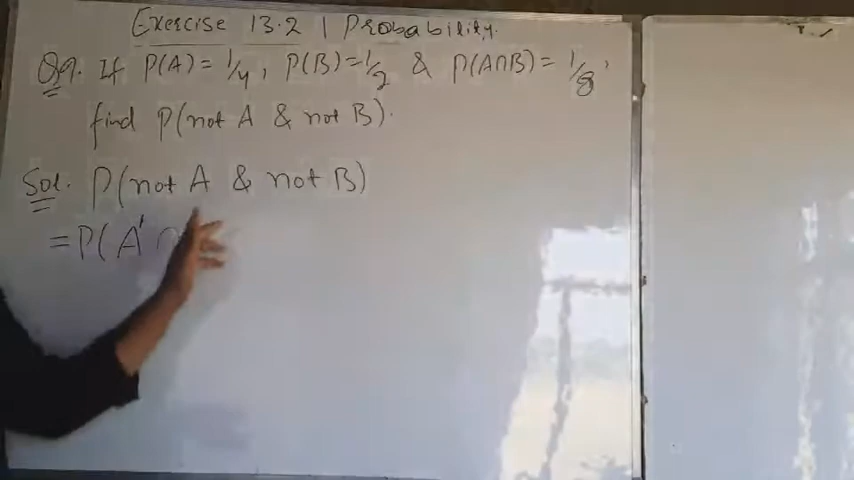 Exercise 13.2 | Probability.
Q9. If P(A) = 1/4, P(B) = 1/2 & P(A∩B) = 1/8,
find P(not A & not B).
Sol. P(not A & not B)
= P(A' ∩